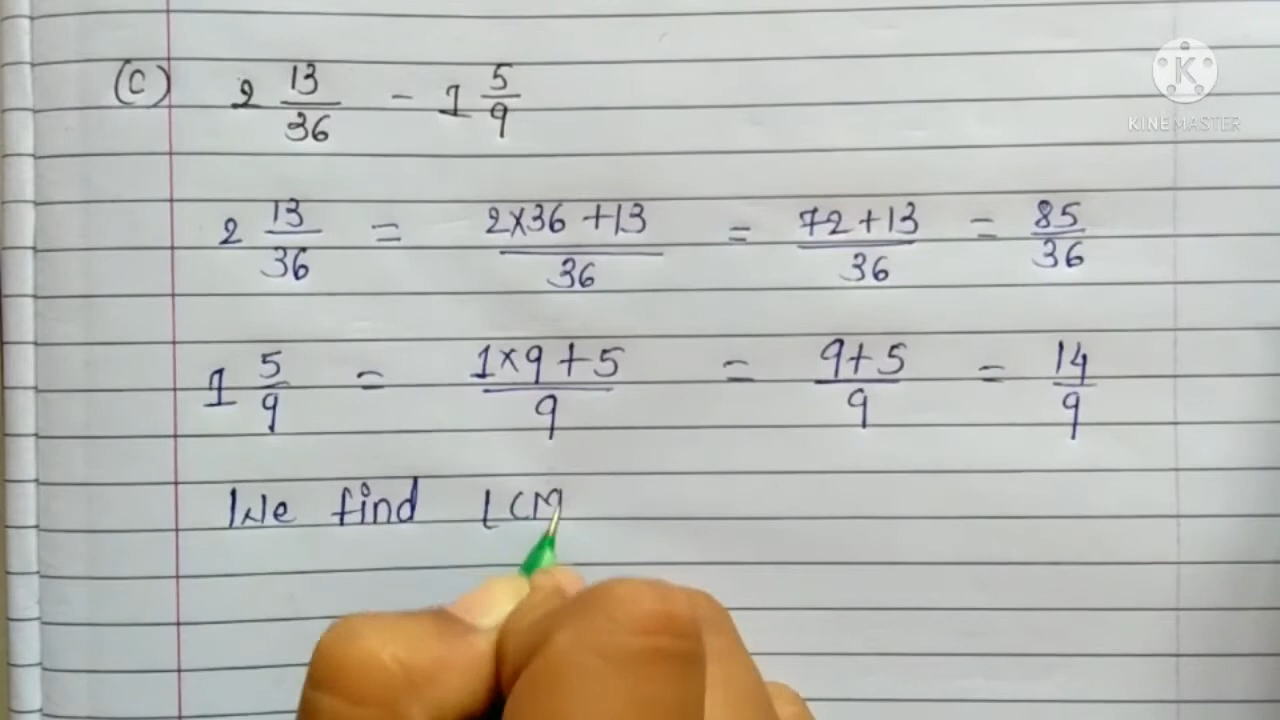 (C) 2 13/36 - 1 5/9
KINEMASTER
2 13/36 = 2×36+13/36 = 72+13/36 = 85/36
1 5/9 = 1×9+5/9 = 9+5/9 = 14/9
We find LCM